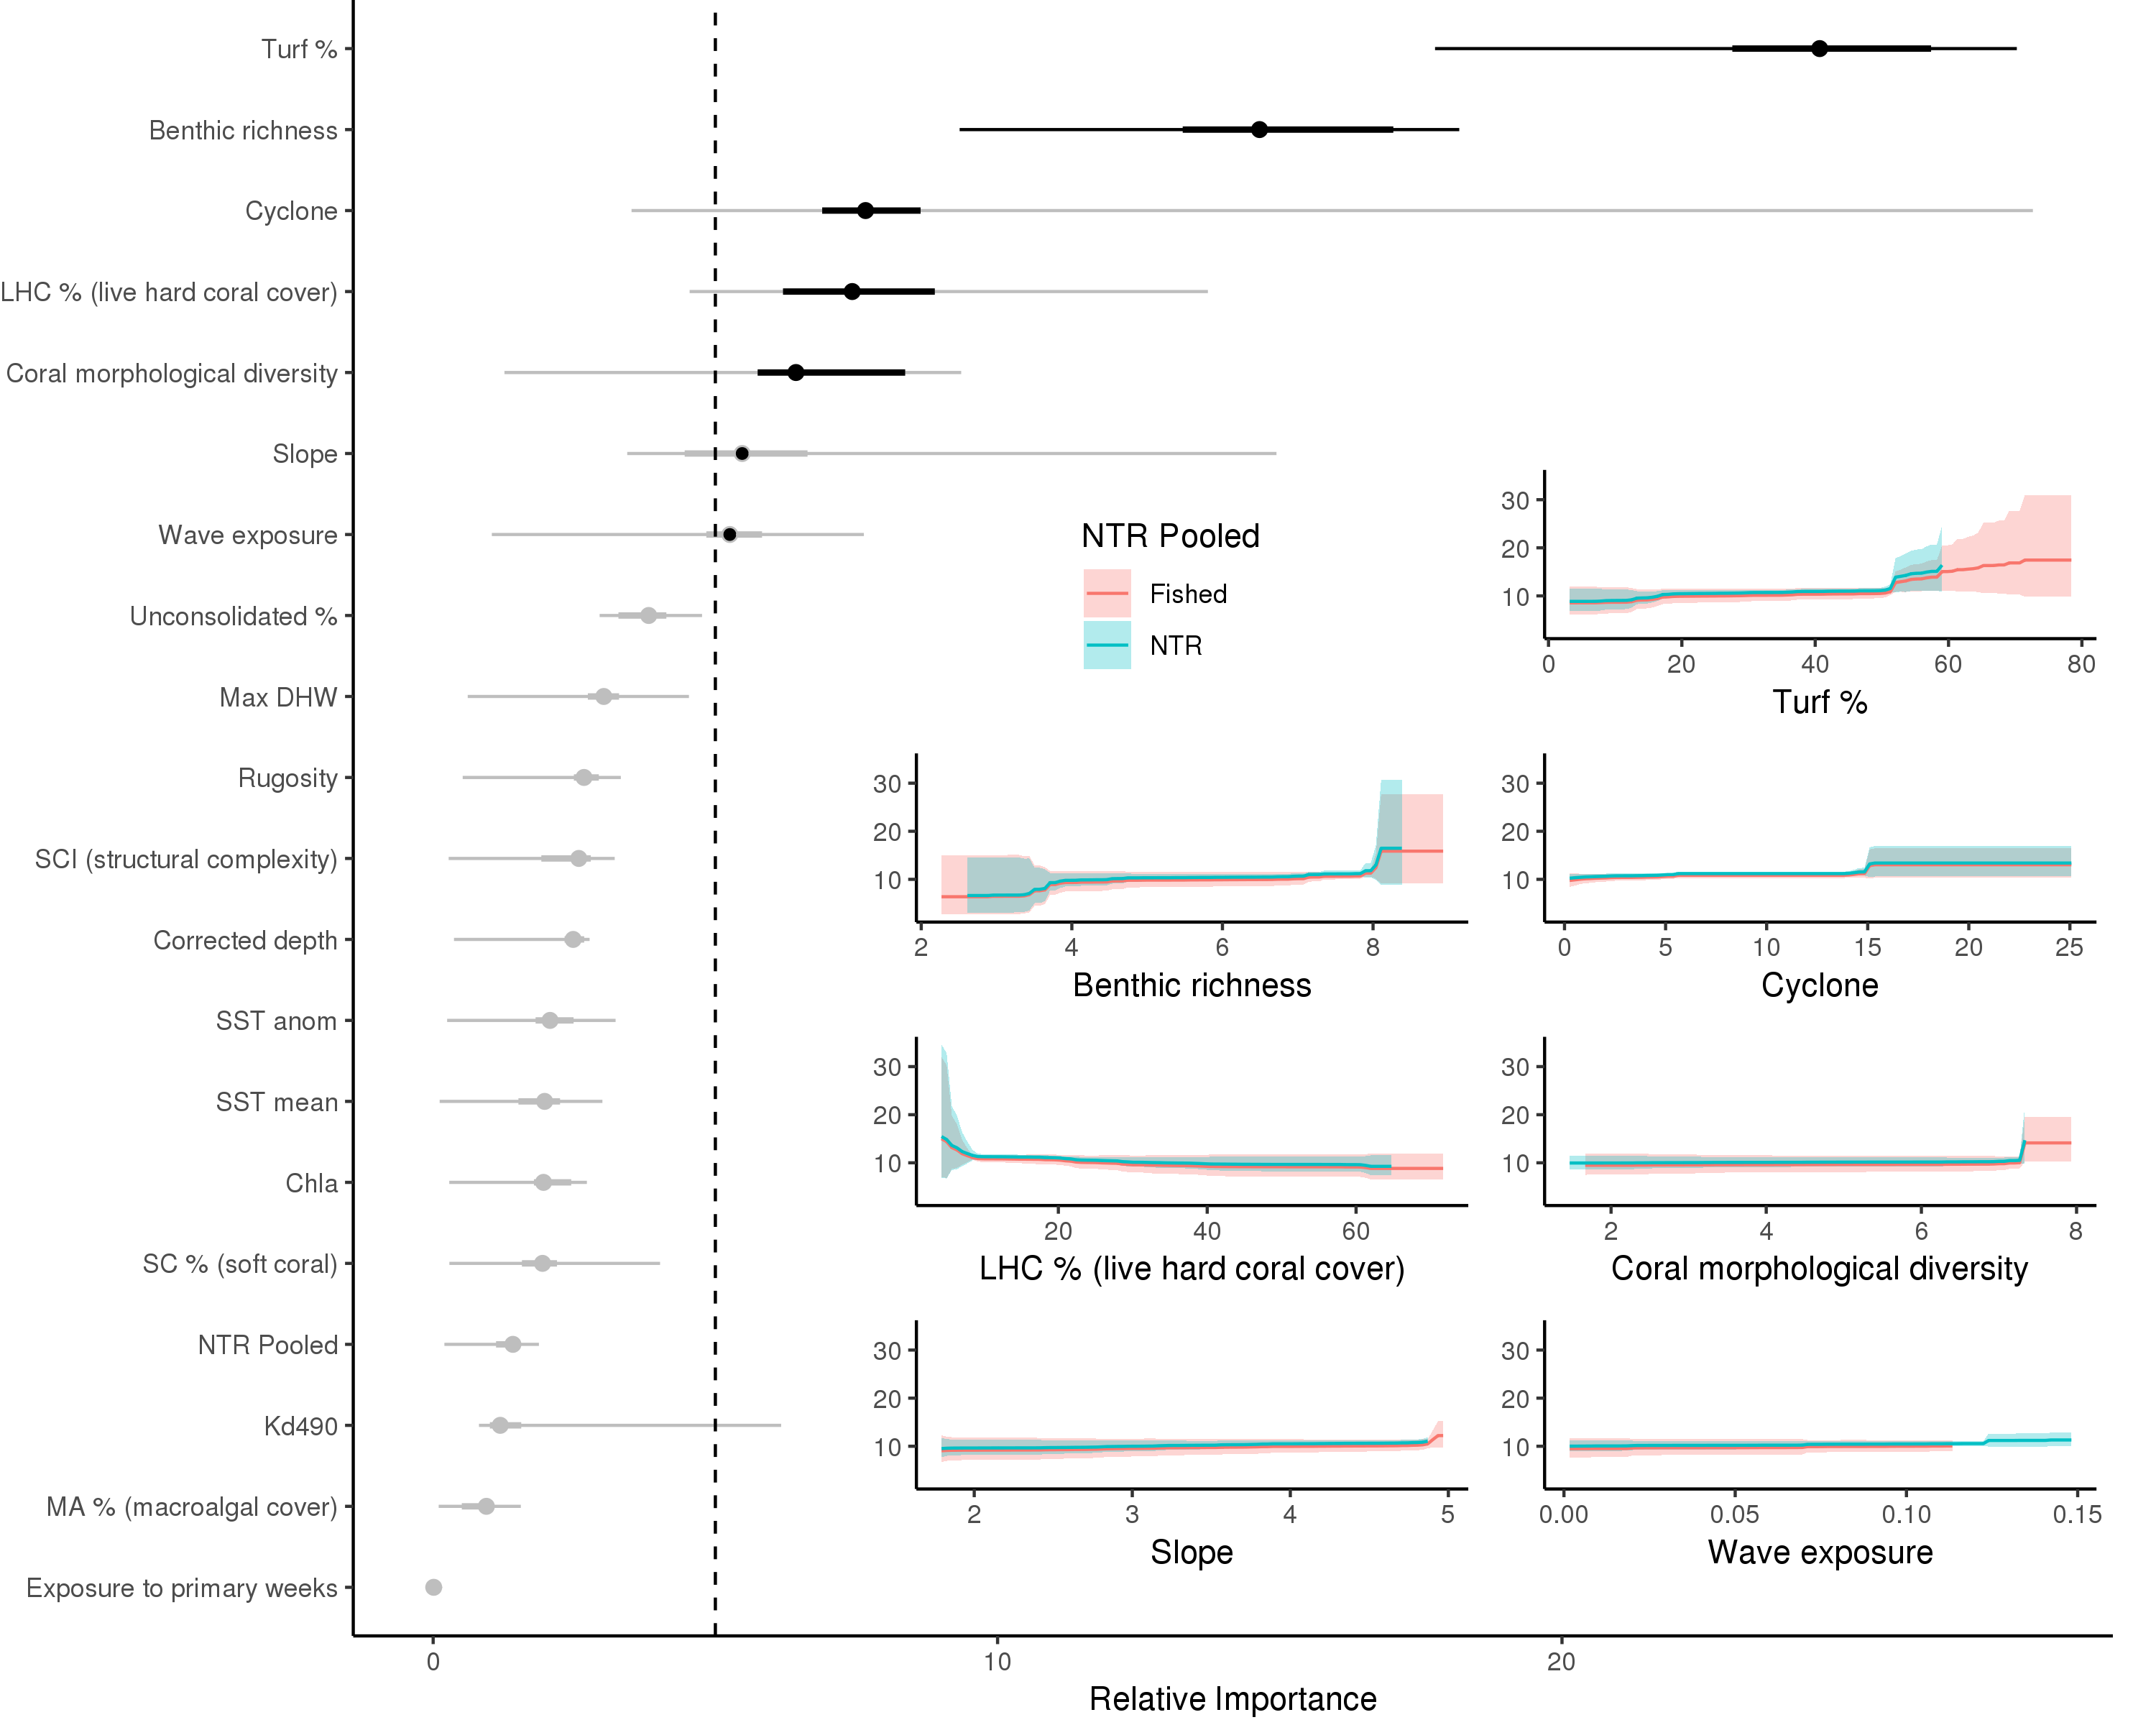 Turf %
Benthic richness
Cyclone
LHC % (live hard coral cover)
Coral morphological diversity
Slope
Wave exposure
Unconsolidated %
Max DHW
Rugosity
SCI (structural complexity)
Corrected depth
SST anom
SST mean
Chla
SC % (soft coral)
NTR Pooled
Kd490
MA % (macroalgal cover)
Exposure to primary weeks
0 10 20
Relative Importance
NTR Pooled
Fished
NTR
30
20
10
0 20 40 60 80
Turf %
30
20
10
2 4 6 8
Benthic richness
30
20
10
0 5 10 15 20 25
Cyclone
30
20
10
20 40 60
LHC % (live hard coral cover)
30
20
10
2 4 6 8
Coral morphological diversity
30
20
10
2 3 4 5
Slope
30
20
10
0.00 0.05 0.10 0.15
Wave exposure